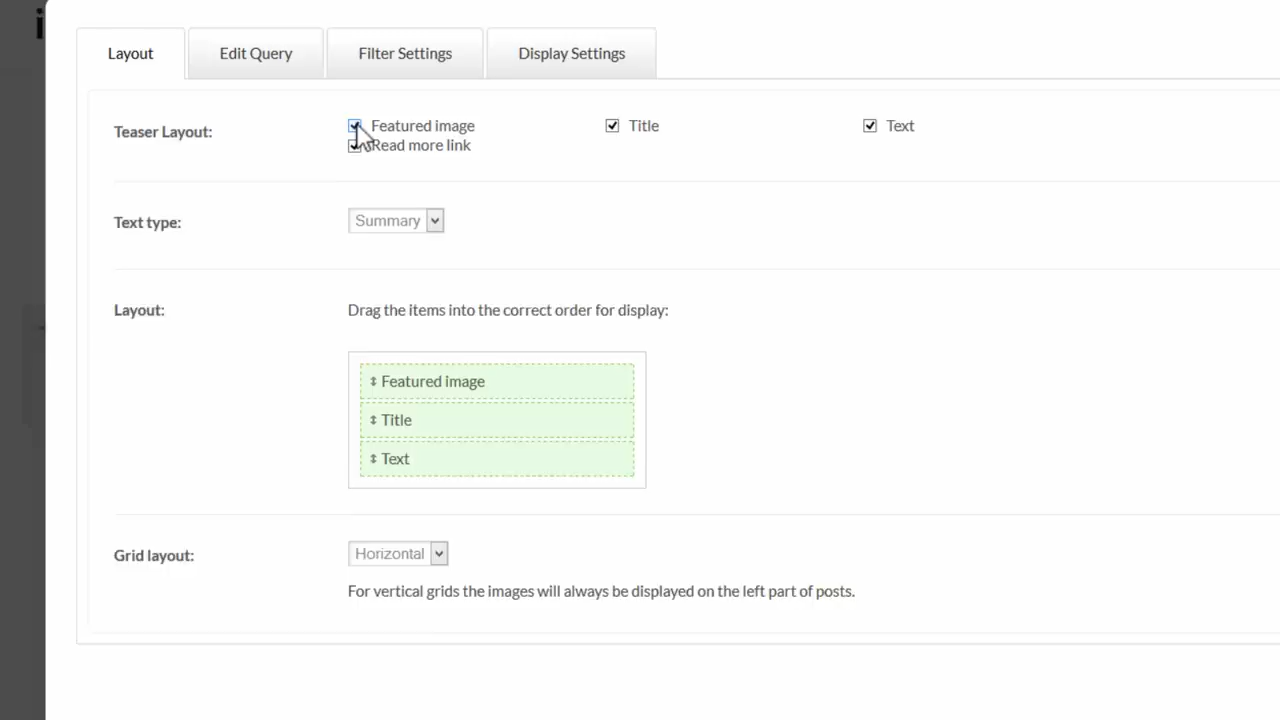 Layout
Edit Query
Filter Settings
Display Settings
Teaser Layout:
Featured image
Title
Text
Read more link
Text type:
Summary
Layout:
Drag the items into the correct order for display:
Featured image
Title
Text
Grid layout:
Horizontal
For vertical grids the images will always be displayed on the left part of posts.